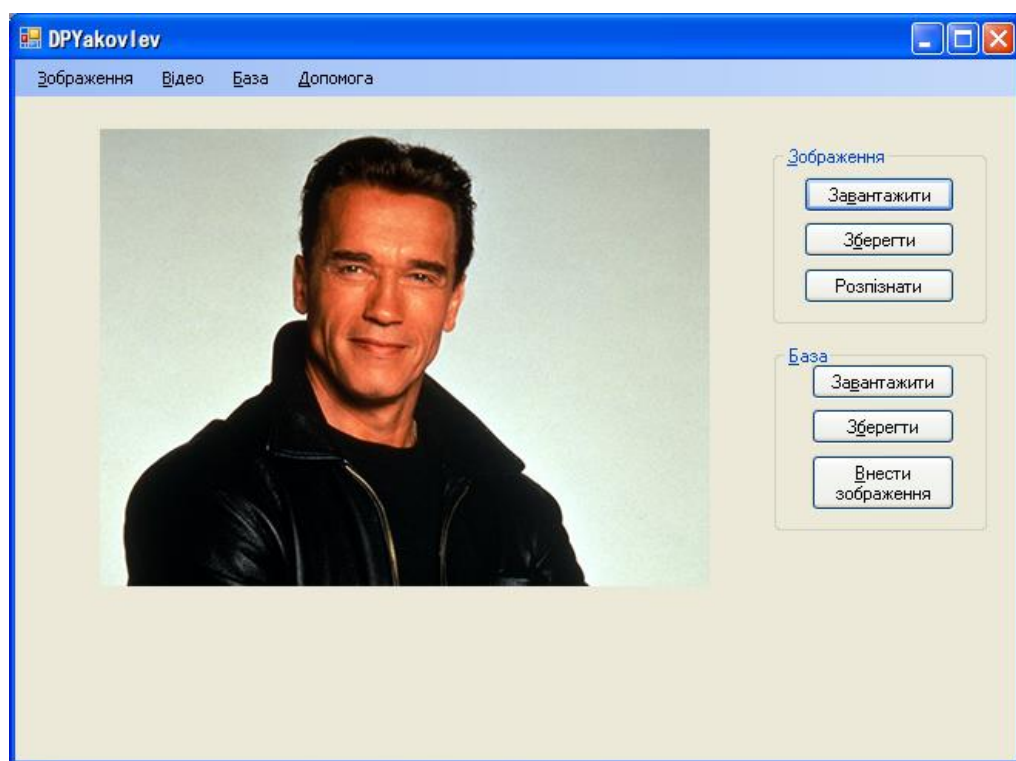 DPYakovlev
Зображення Відео База Допомога
Зображення
Завантажити
Зберегти
Розпізнати
База
Завантажити
Зберегти
Внести
зображення